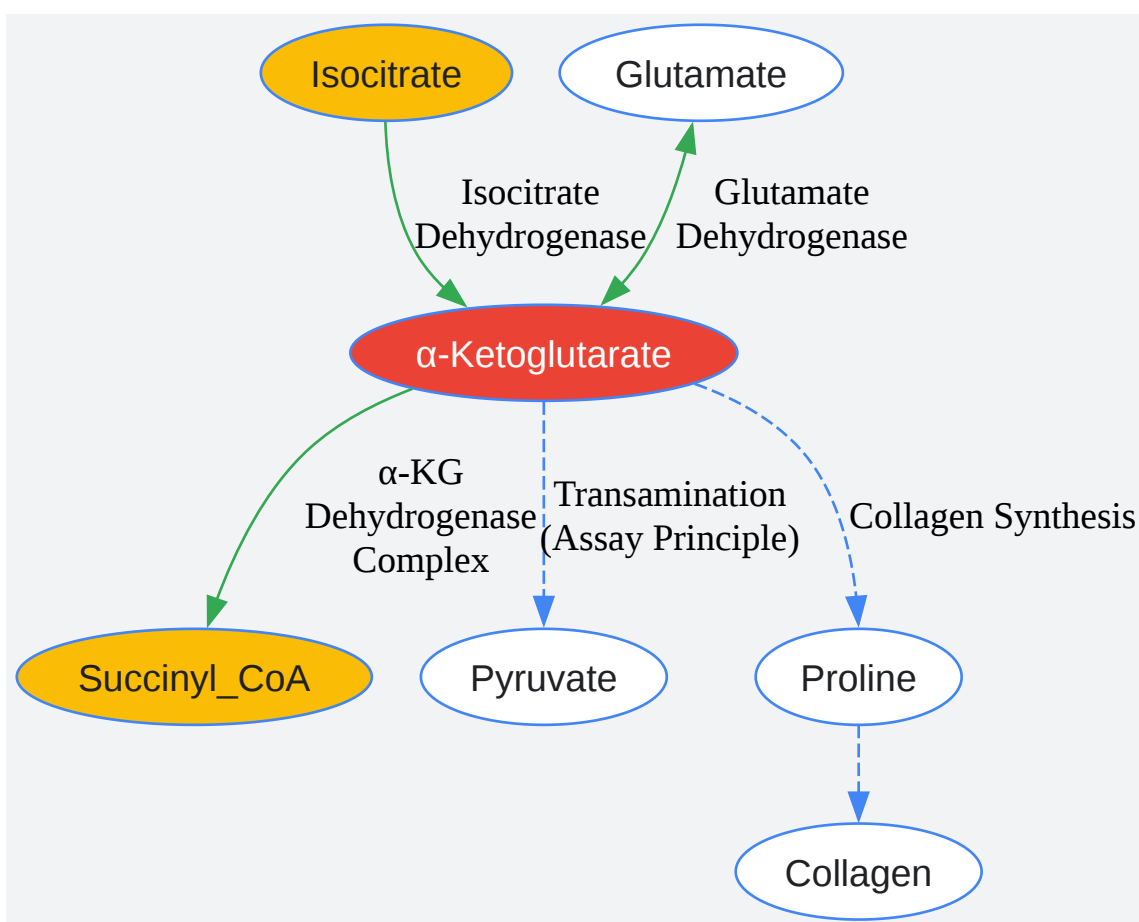 Isocitrate
Glutamate
Isocitrate
Dehydrogenase
Glutamate
Dehydrogenase
α-Ketoglutarate
α-KG
Dehydrogenase
Complex
Transamination
(Assay Principle)
Collagen Synthesis
Succinyl_CoA
Pyruvate
Proline
Collagen